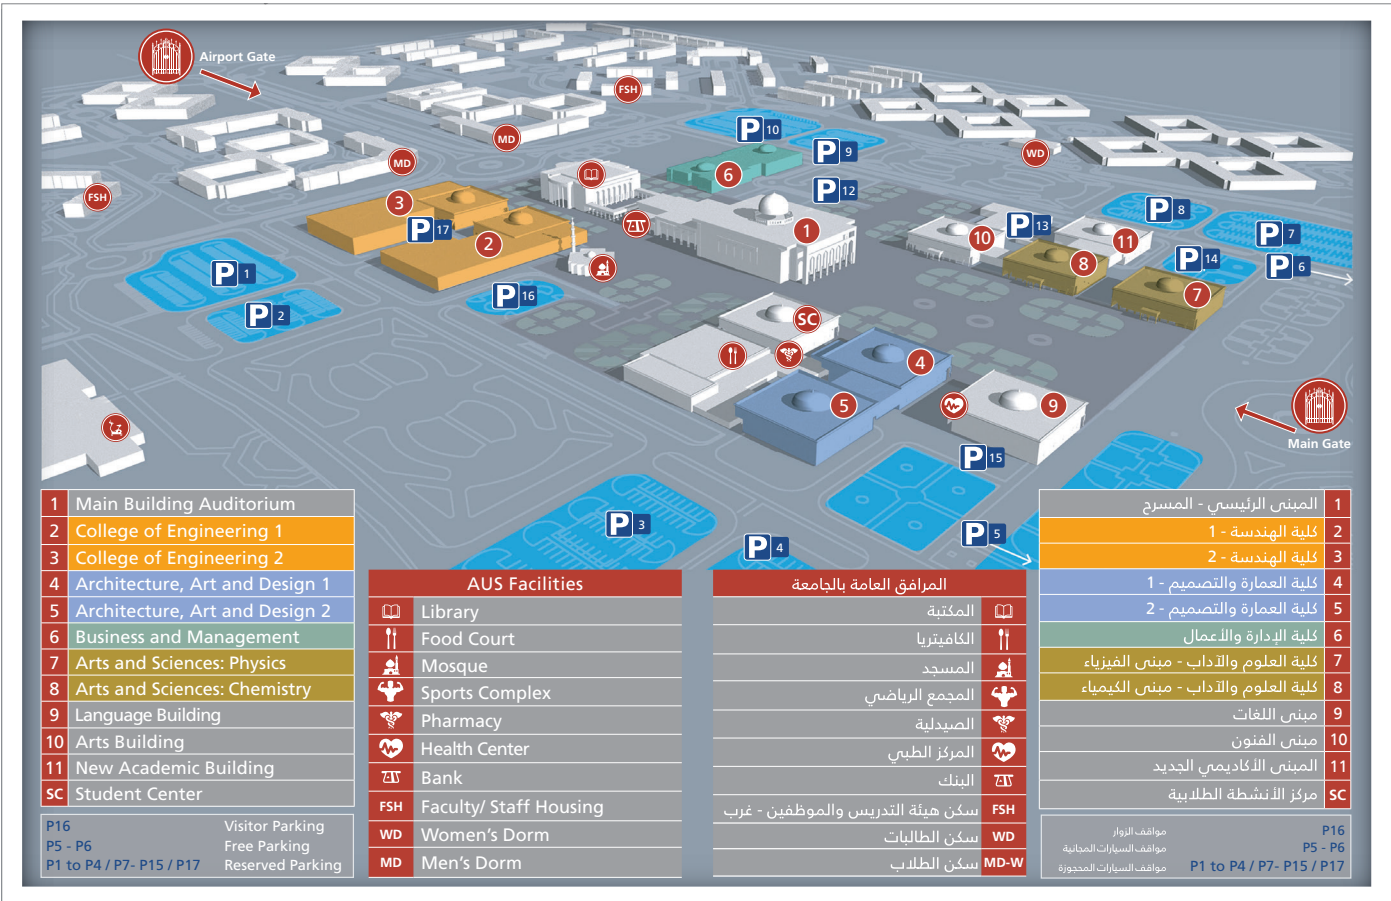 Airport Gate
FSH
MD
MD
WD
FSH
P 10
P 9
P 12
6
3
P 17
2
1
10
P 13
11
8
P 8
P 7
P 14
P 6
7
P 1
P 2
P 16
SC
4
5
9
Main Gate
P 15
P 3
P 4
P 5
1 Main Building Auditorium
2 College of Engineering 1
3 College of Engineering 2
4 Architecture, Art and Design 1
5 Architecture, Art and Design 2
6 Business and Management
7 Arts and Sciences: Physics
8 Arts and Sciences: Chemistry
9 Language Building
10 Arts Building
11 New Academic Building
SC Student Center
P16 Visitor Parking
P5 - P6 Free Parking
P1 to P4 / P7- P15 / P17 Reserved Parking
AUS Facilities
Library
Food Court
Mosque
Sports Complex
Pharmacy
Health Center
Bank
FSH Faculty/ Staff Housing
WD Women's Dorm
MD Men's Dorm
المرافق العامة بالجامعة
المكتبة
الكافيتريا
المسجد
المجمع الرياضي
الصيدلية
المركز الطبي
البنك
FSH سكن هيئة التدريس والموظفين - غرب
WD سكن الطالبات
MD-W سكن الطلاب
1 المبنى الرئيسي - المسرح
2 كلية الهندسة - 1
3 كلية الهندسة - 2
4 كلية العمارة والتصميم - 1
5 كلية العمارة والتصميم - 2
6 كلية الإدارة والأعمال
7 كلية العلوم والآداب - مبنى الفيزياء
8 كلية العلوم والآداب - مبنى الكيمياء
9 مبنى اللغات
10 مبنى الفنون
11 المبنى الأكاديمي الجديد
SC مركز الأنشطة الطلابية
P16 مواقف الزوار
P5 - P6 مواقف السيارات المجانية
P1 to P4 / P7- P15 / P17 مواقف السيارات المحجوزة